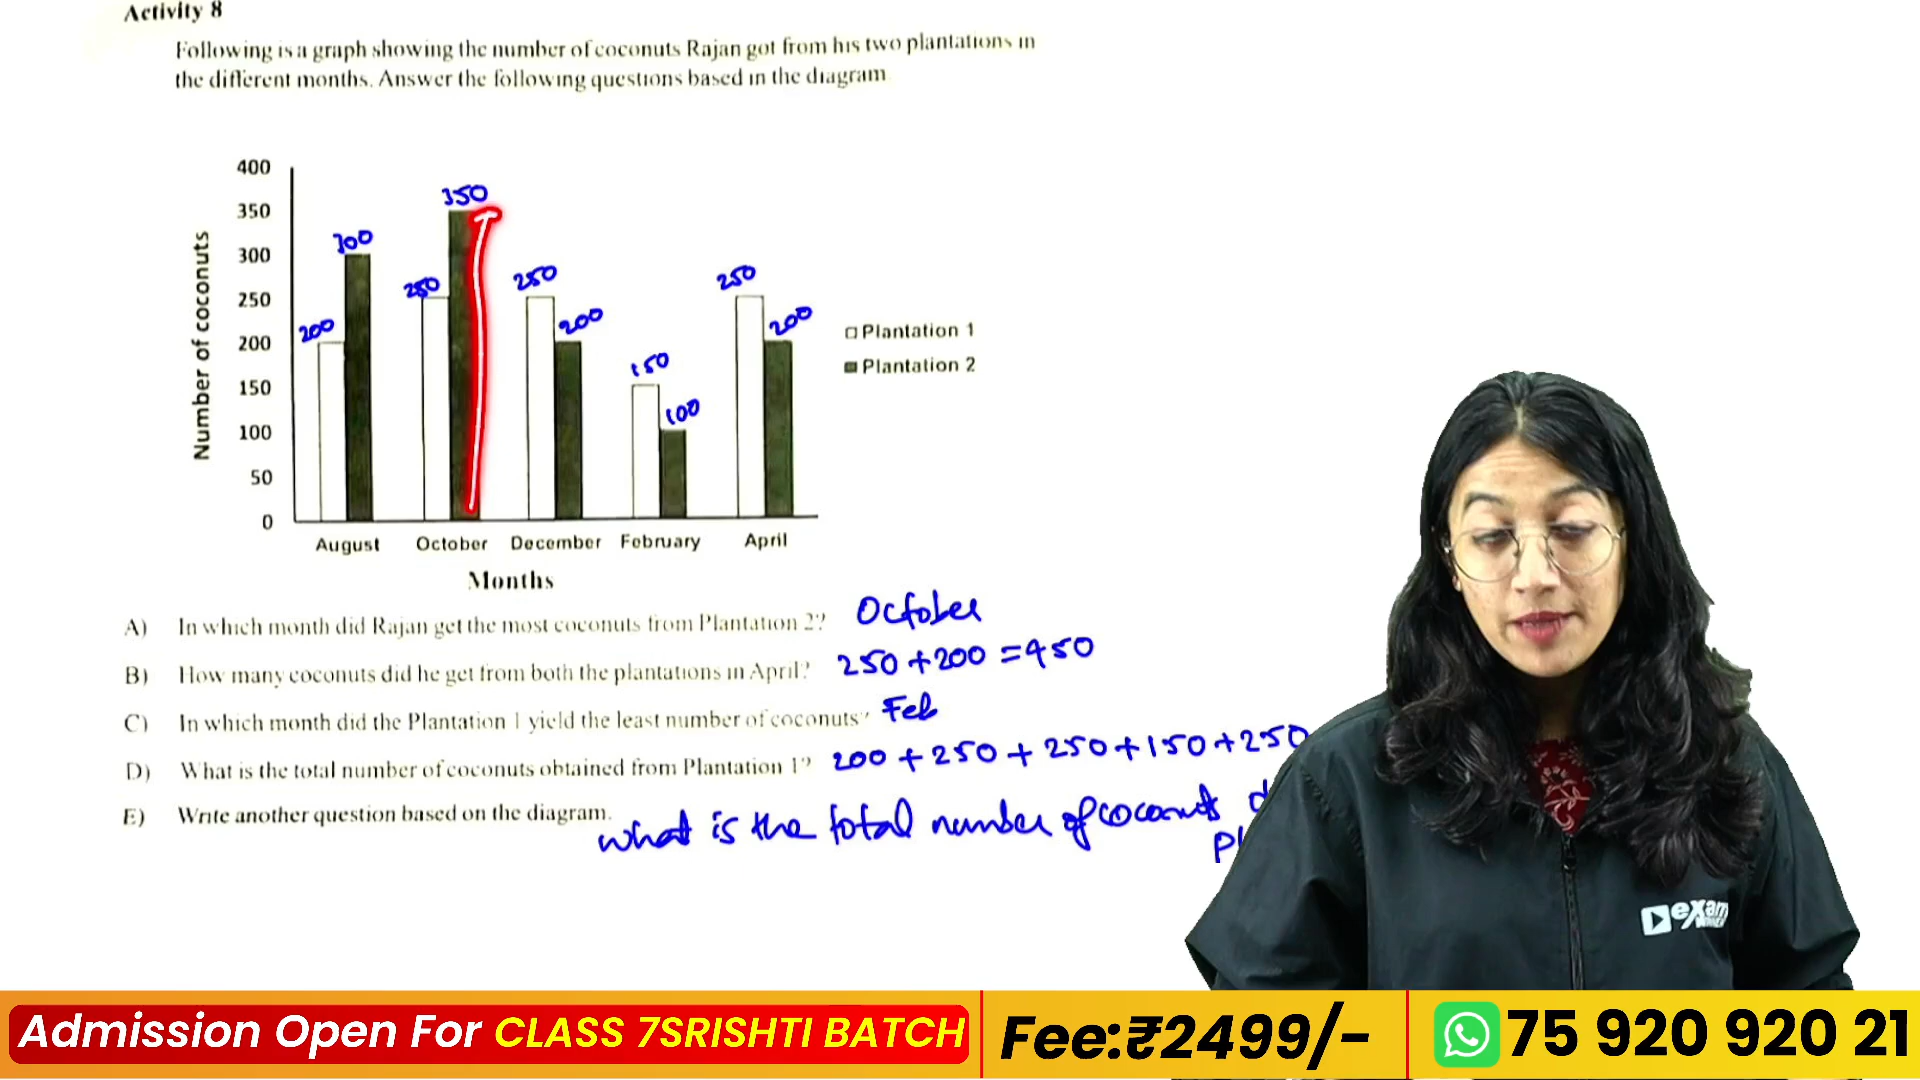 Activity 8
Following is a graph showing the number of coconuts Rajan got from his two plantations in
the different months. Answer the following questions based in the diagram
400
350
300
250
200
150
100
50
0
Number of coconuts
200
300
250
350
250
200
150
100
250
200
Plantation 1
Plantation 2
August October December February April
Months
A) In which month did Rajan get the most coconuts from Plantation 2? October
B) How many coconuts did he get from both the plantations in April? 250 + 200 = 450
C) In which month did the Plantation 1 yield the least number of coconuts? Feb
D) What is the total number of coconuts obtained from Plantation 1? 200 + 250 + 250 + 150 + 250
E) Write another question based on the diagram.
what is the total number of coconuts
exam
WINNER
Admission Open For CLASS 7SRISHTI BATCH
Fee:₹2499/-
75 920 920 21